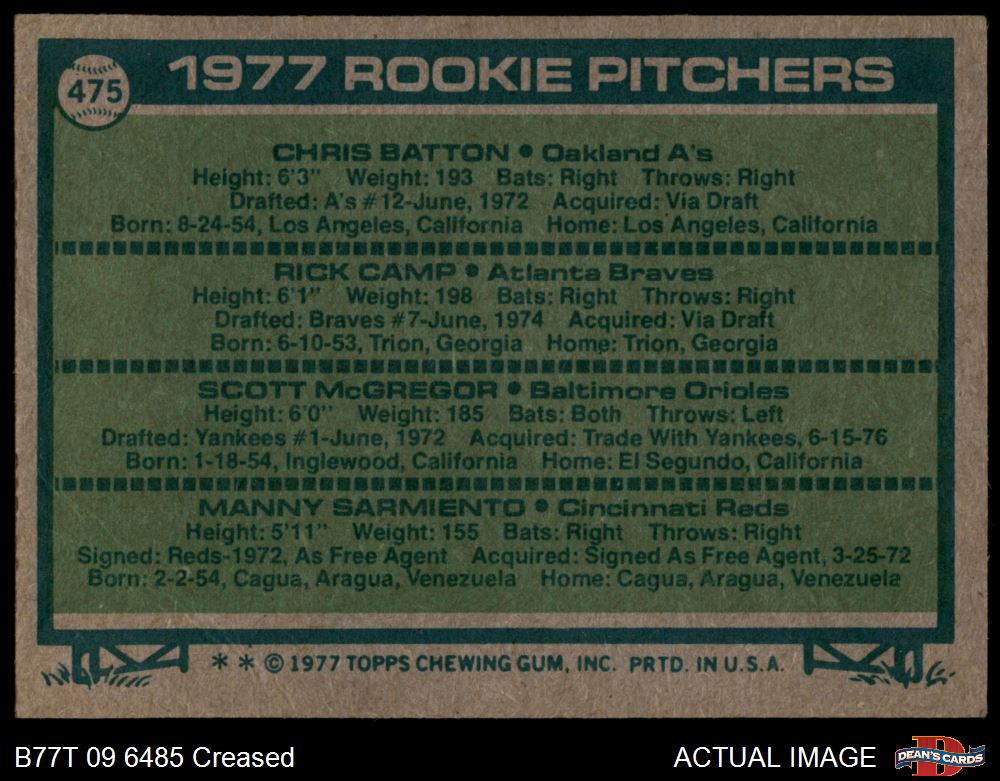 475
1977 ROOKIE PITCHERS
CHRIS BATTON • Oakland A's
Height: 6'3" Weight: 193 Bats: Right Throws: Right
Drafted: A's #12-June, 1972 Acquired: Via Draft
Born: 8-24-54, Los Angeles, California Home: Los Angeles, California
RICK CAMP • Atlanta Braves
Height: 6'1" Weight: 198 Bats: Right Throws: Right
Drafted: Braves #7-June, 1974 Acquired: Via Draft
Born: 6-10-53, Trion, Georgia Home: Trion, Georgia
SCOTT McGREGOR • Baltimore Orioles
Height: 6'0" Weight: 185 Bats: Both Throws: Left
Drafted: Yankees #1-June, 1972 Acquired: Trade With Yankees, 6-15-76
Born: 1-18-54, Inglewood, California Home: El Segundo, California
MANNY SARMIENTO • Cincinnati Reds
Height: 5'11" Weight: 155 Bats: Right Throws: Right
Signed: Reds-1972, As Free Agent Acquired: Signed As Free Agent, 3-25-72
Born: 2-2-54, Cagua, Aragua, Venezuela Home: Cagua, Aragua, Venezuela
* * © 1977 TOPPS CHEWING GUM, INC. PRTD. IN U.S.A.
B77T 09 6485 Creased
ACTUAL IMAGE
D
DEAN'S CARDS